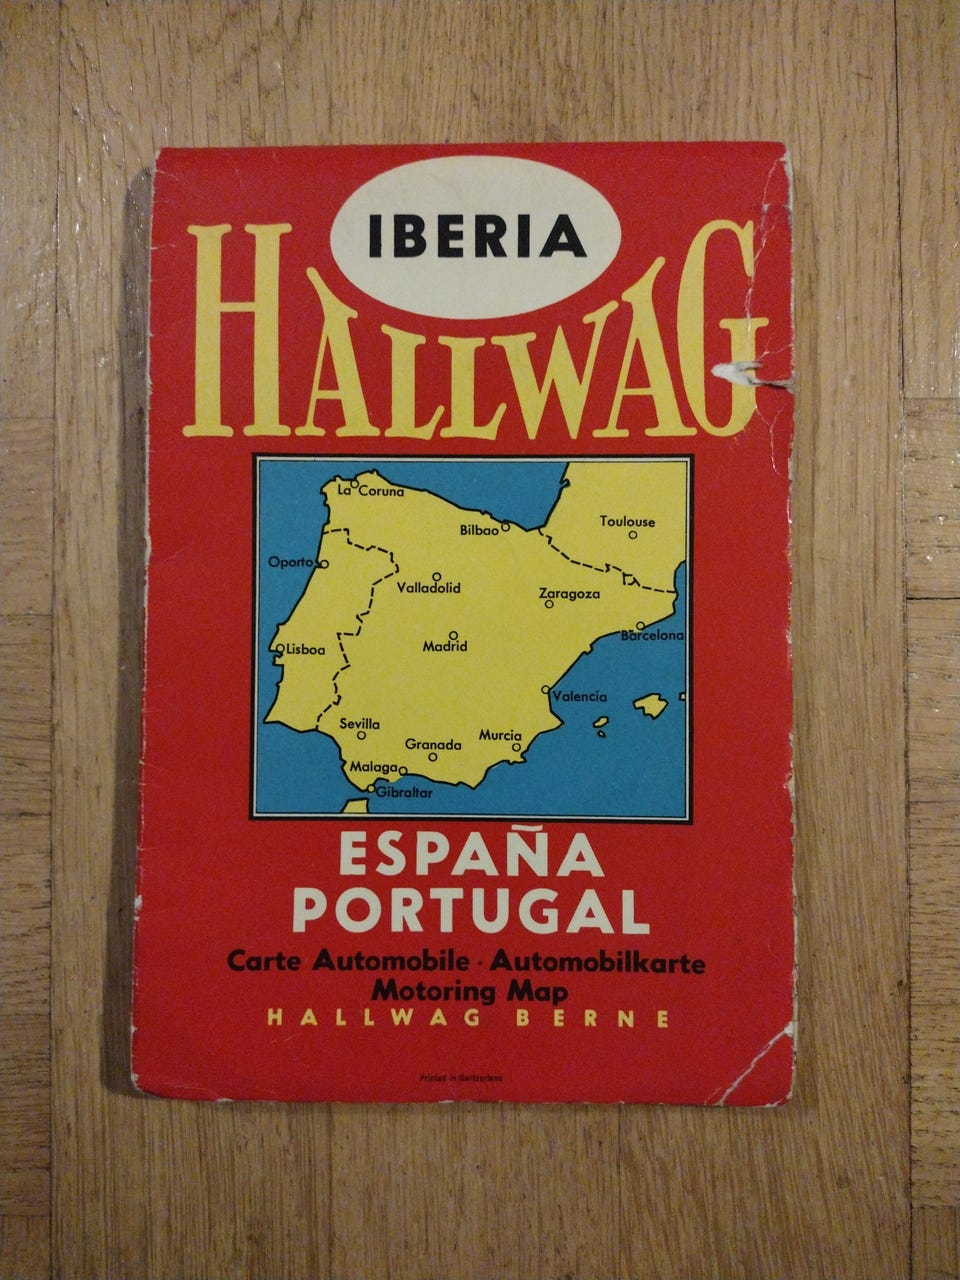 IBERIA
HALLWAG
La Coruna
Bilbao
Toulouse
Oporto
Valladolid
Zaragoza
Barcelona
Madrid
Lisboa
Valencia
Sevilla
Granada
Murcia
Malaga
Gibraltar
ESPAÑA
PORTUGAL
Carte Automobile · Automobilkarte
Motoring Map
HALLWAG BERNE
Printed in Switzerland